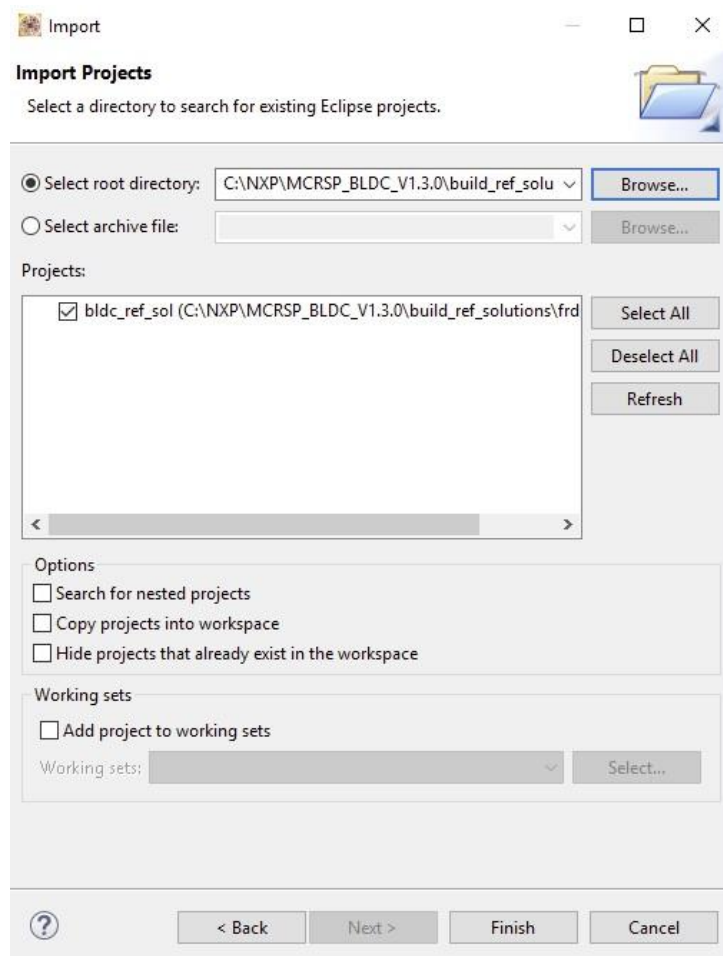 Import
Import Projects
Select a directory to search for existing Eclipse projects.
Select root directory: C:\NXP\MCRSP_BLDC_V1.3.0\build_ref_solu Browse...
Select archive file: Browse...
Projects:
bldc_ref_sol (C:\NXP\MCRSP_BLDC_V1.3.0\build_ref_solutions\frd
Select All
Deselect All
Refresh
Options
Search for nested projects
Copy projects into workspace
Hide projects that already exist in the workspace
Working sets
Add project to working sets
Working sets: Select...
? < Back Next > Finish Cancel